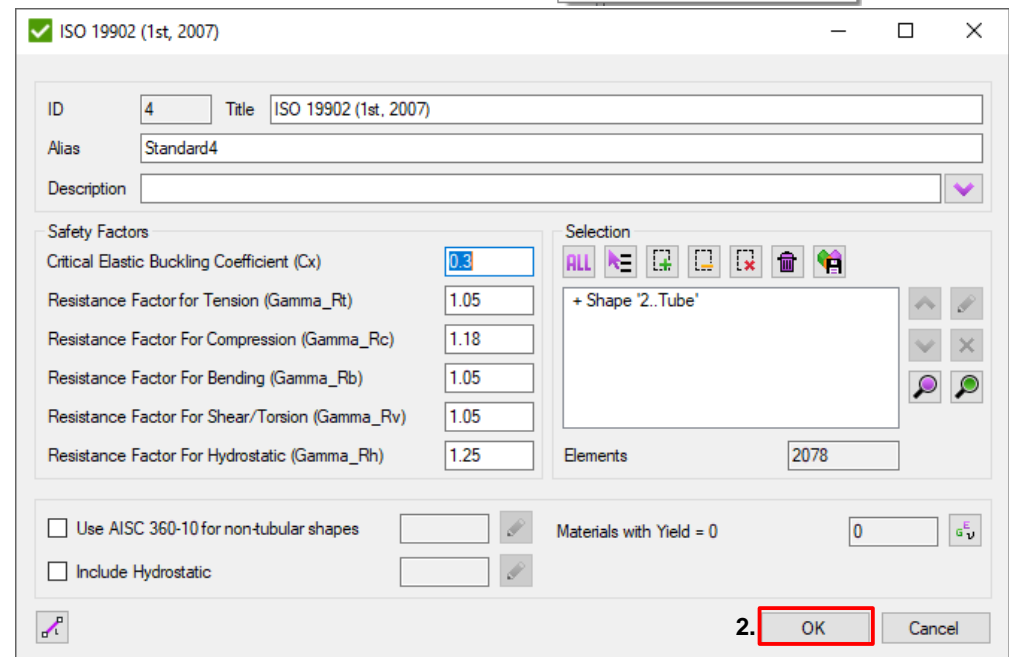 ISO 19902 (1st, 2007)
ID 4 Title ISO 19902 (1st, 2007)
Alias Standard4
Description
Safety Factors
Critical Elastic Buckling Coefficient (Cx) 0.3
Resistance Factor for Tension (Gamma_Rt) 1.05
Resistance Factor For Compression (Gamma_Rc) 1.18
Resistance Factor For Bending (Gamma_Rb) 1.05
Resistance Factor For Shear/Torsion (Gamma_Rv) 1.05
Resistance Factor For Hydrostatic (Gamma_Rh) 1.25
Selection
ALL
+ Shape '2..Tube'
Elements 2078
Use AISC 360-10 for non-tubular shapes
Include Hydrostatic
Materials with Yield = 0 0 G E ν
2. OK Cancel